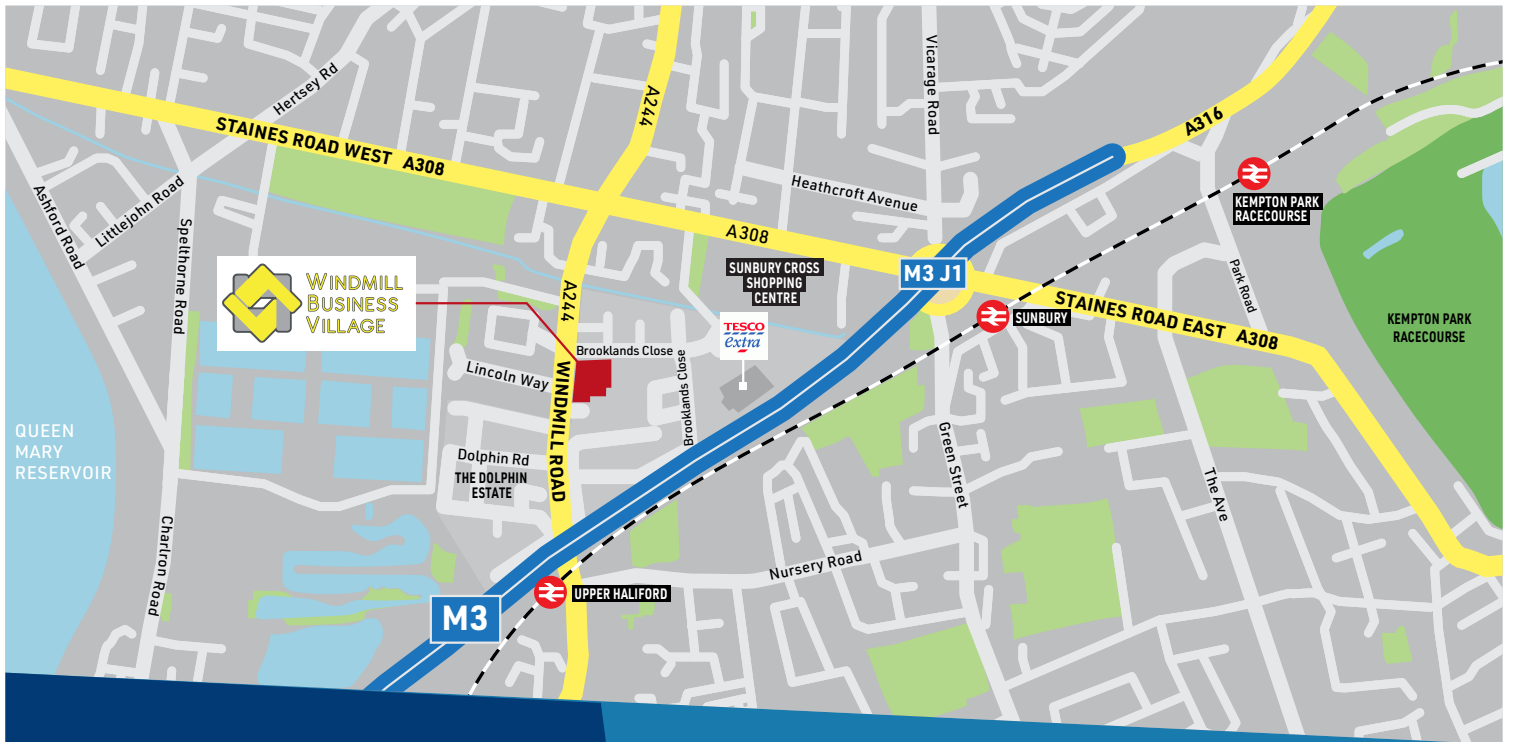 Hertsey Rd
STAINES ROAD WEST A308
A244
Vicarage Road
A316
Heathcroft Avenue
KEMPTON PARK
RACECOURSE
Ashford Road
Littlejohn Road
Spelthorne Road
A308
SUNBURY CROSS
SHOPPING
CENTRE
M3 J1
Park Road
WINDMILL
BUSINESS
VILLAGE
A244
STAINES ROAD EAST A308
SUNBURY
KEMPTON PARK
RACECOURSE
TESCO
extra
Brooklands Close
Lincoln Way
WINDMILL ROAD
Brooklands Close
QUEEN
MARY
RESERVOIR
Dolphin Rd
THE DOLPHIN
ESTATE
Green Street
The Ave
Charlron Road
Nursery Road
UPPER HALIFORD
M3